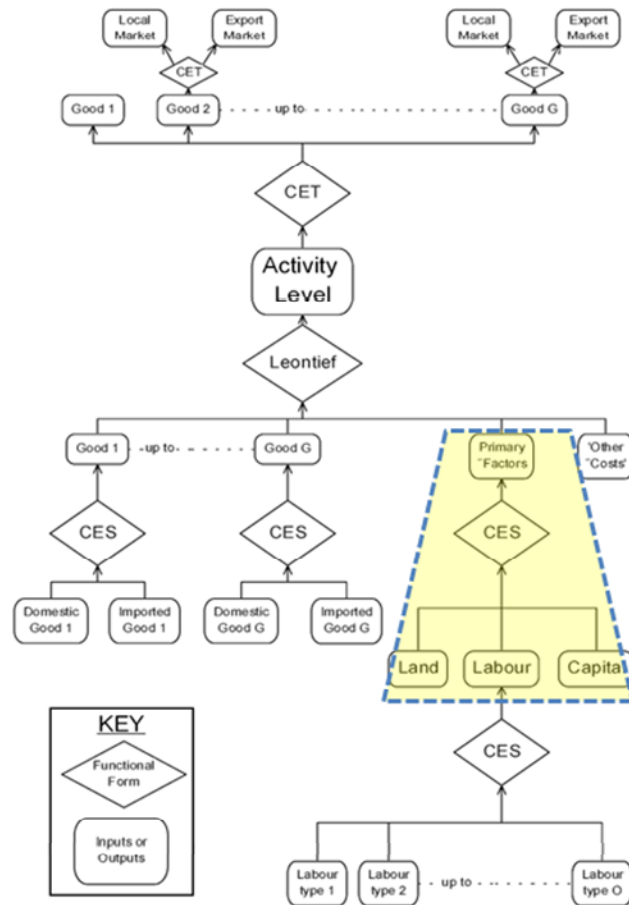 Local
Market
Export
Market
Local
Market
Export
Market
CET
CET
Good 1
Good 2
up to
Good G
CET
Activity
Level
Leontief
Good 1
up to
Good G
Primary
Factors
'Other
Costs'
CES
CES
CES
Domestic
Good 1
Imported
Good 1
Domestic
Good G
Imported
Good G
Land
Labour
Capital
KEY
Functional
Form
Inputs or
Outputs
CES
Labour
type 1
Labour
type 2
up to
Labour
type O